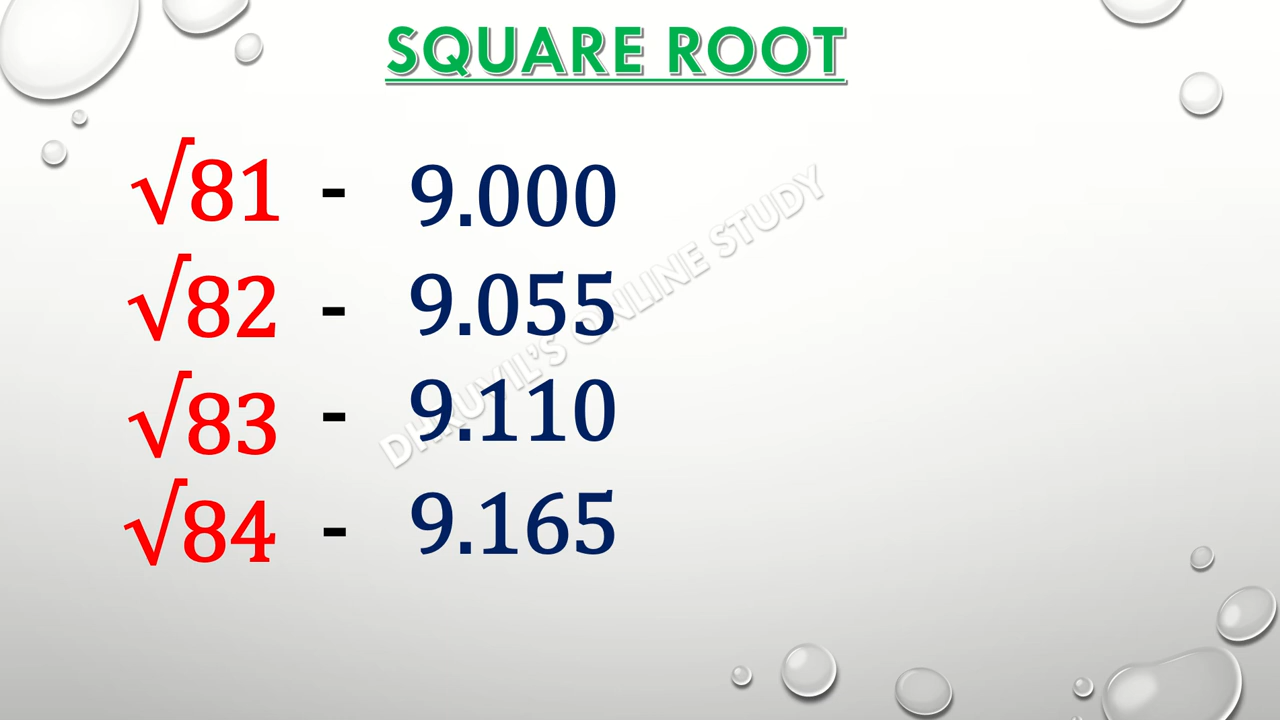 SQUARE ROOT
√81 - 9.000
√82 - 9.055
√83 - 9.110
√84 - 9.165
DHRUVIL'S ONLINE STUDY